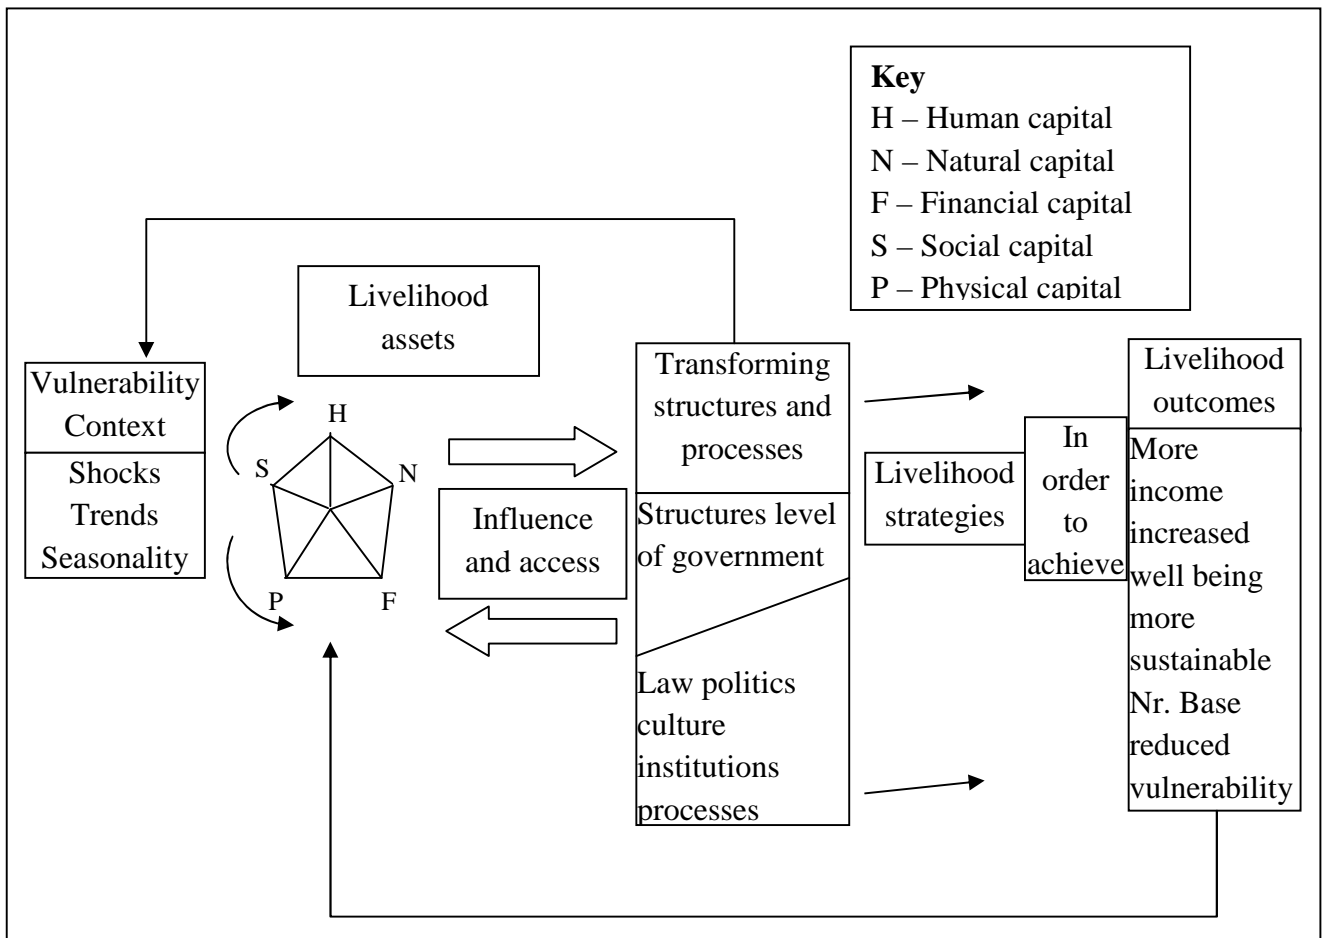 Key
H – Human capital
N – Natural capital
F – Financial capital
S – Social capital
P – Physical capital
Livelihood
assets
Vulnerability
Context
Shocks
Trends
Seasonality
H
S
N
P
F
Influence
and access
Transforming
structures and
processes
Structures level
of government
Law politics
culture
institutions
processes
Livelihood
strategies
In
order
to
achieve
Livelihood
outcomes
More
income
increased
well being
more
sustainable
Nr. Base
reduced
vulnerability